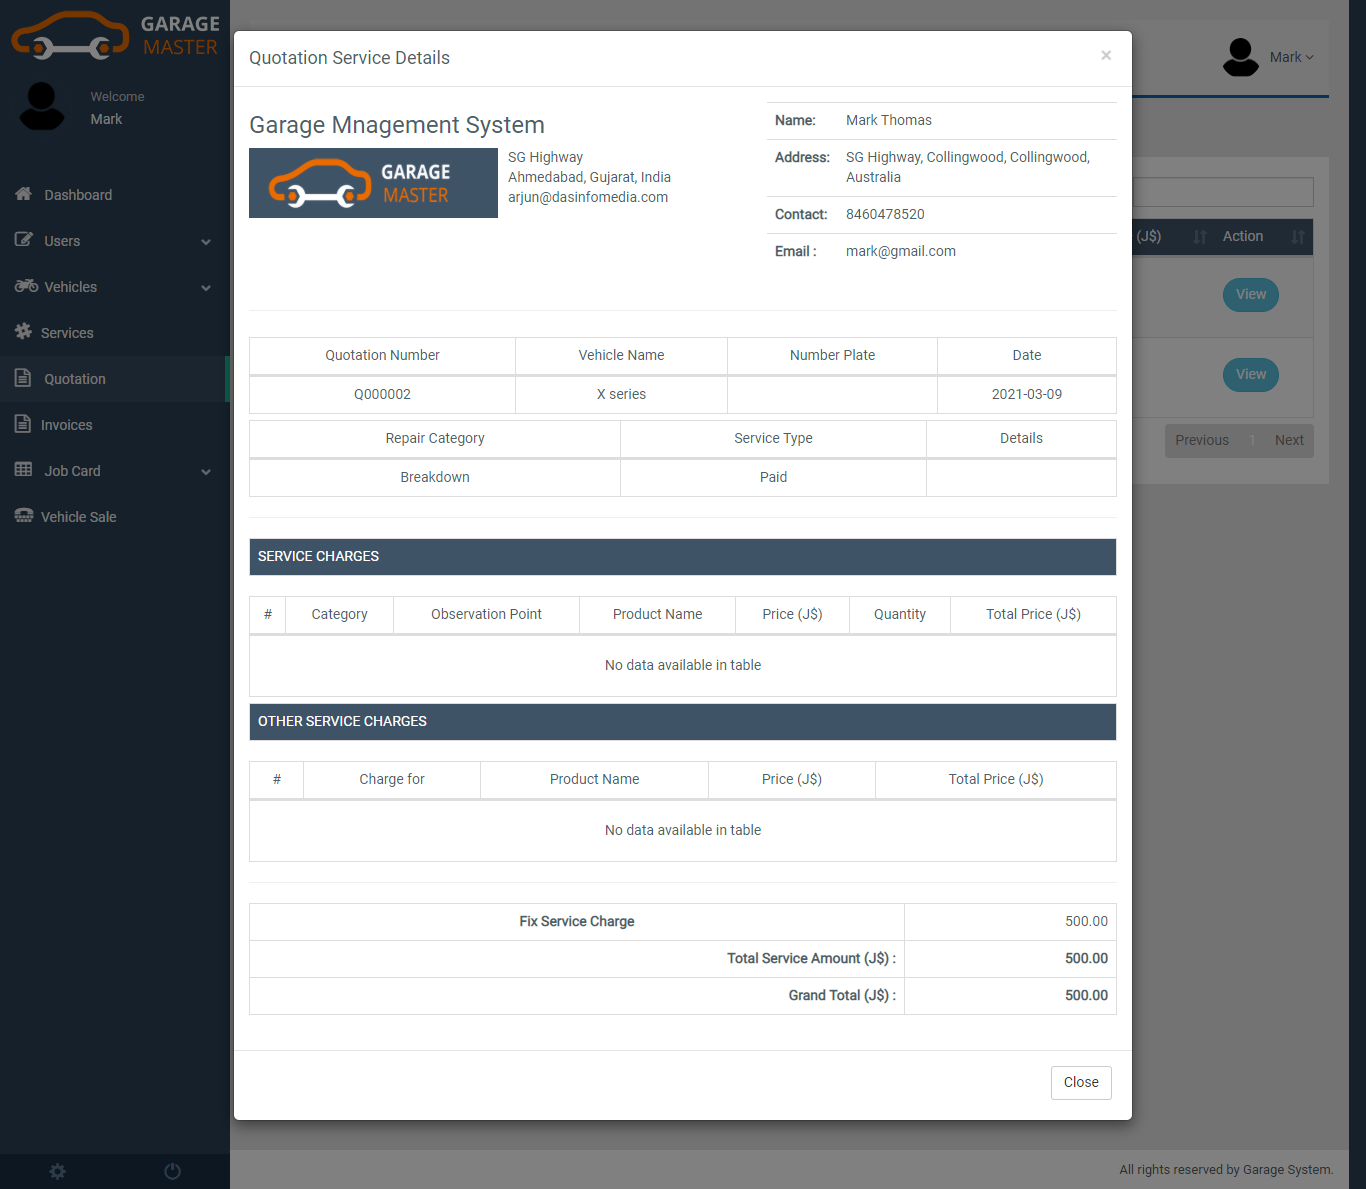 GARAGE
MASTER
Welcome
Mark
Dashboard
Users
Vehicles
Services
Quotation
Invoices
Job Card
Vehicle Sale
Mark
(J$) Action
View
View
Previous 1 Next
Quotation Service Details ×
Garage Mnagement System
GARAGE
MASTER
SG Highway
Ahmedabad, Gujarat, India
arjun@dasinfomedia.com
Name: Mark Thomas
Address: SG Highway, Collingwood, Collingwood,
Australia
Contact: 8460478520
Email : mark@gmail.com
Quotation Number Vehicle Name Number Plate Date
Q000002 X series 2021-03-09
Repair Category Service Type Details
Breakdown Paid
SERVICE CHARGES
# Category Observation Point Product Name Price (J$) Quantity Total Price (J$)
No data available in table
OTHER SERVICE CHARGES
# Charge for Product Name Price (J$) Total Price (J$)
No data available in table
Fix Service Charge 500.00
Total Service Amount (J$) : 500.00
Grand Total (J$) : 500.00
Close
All rights reserved by Garage System.